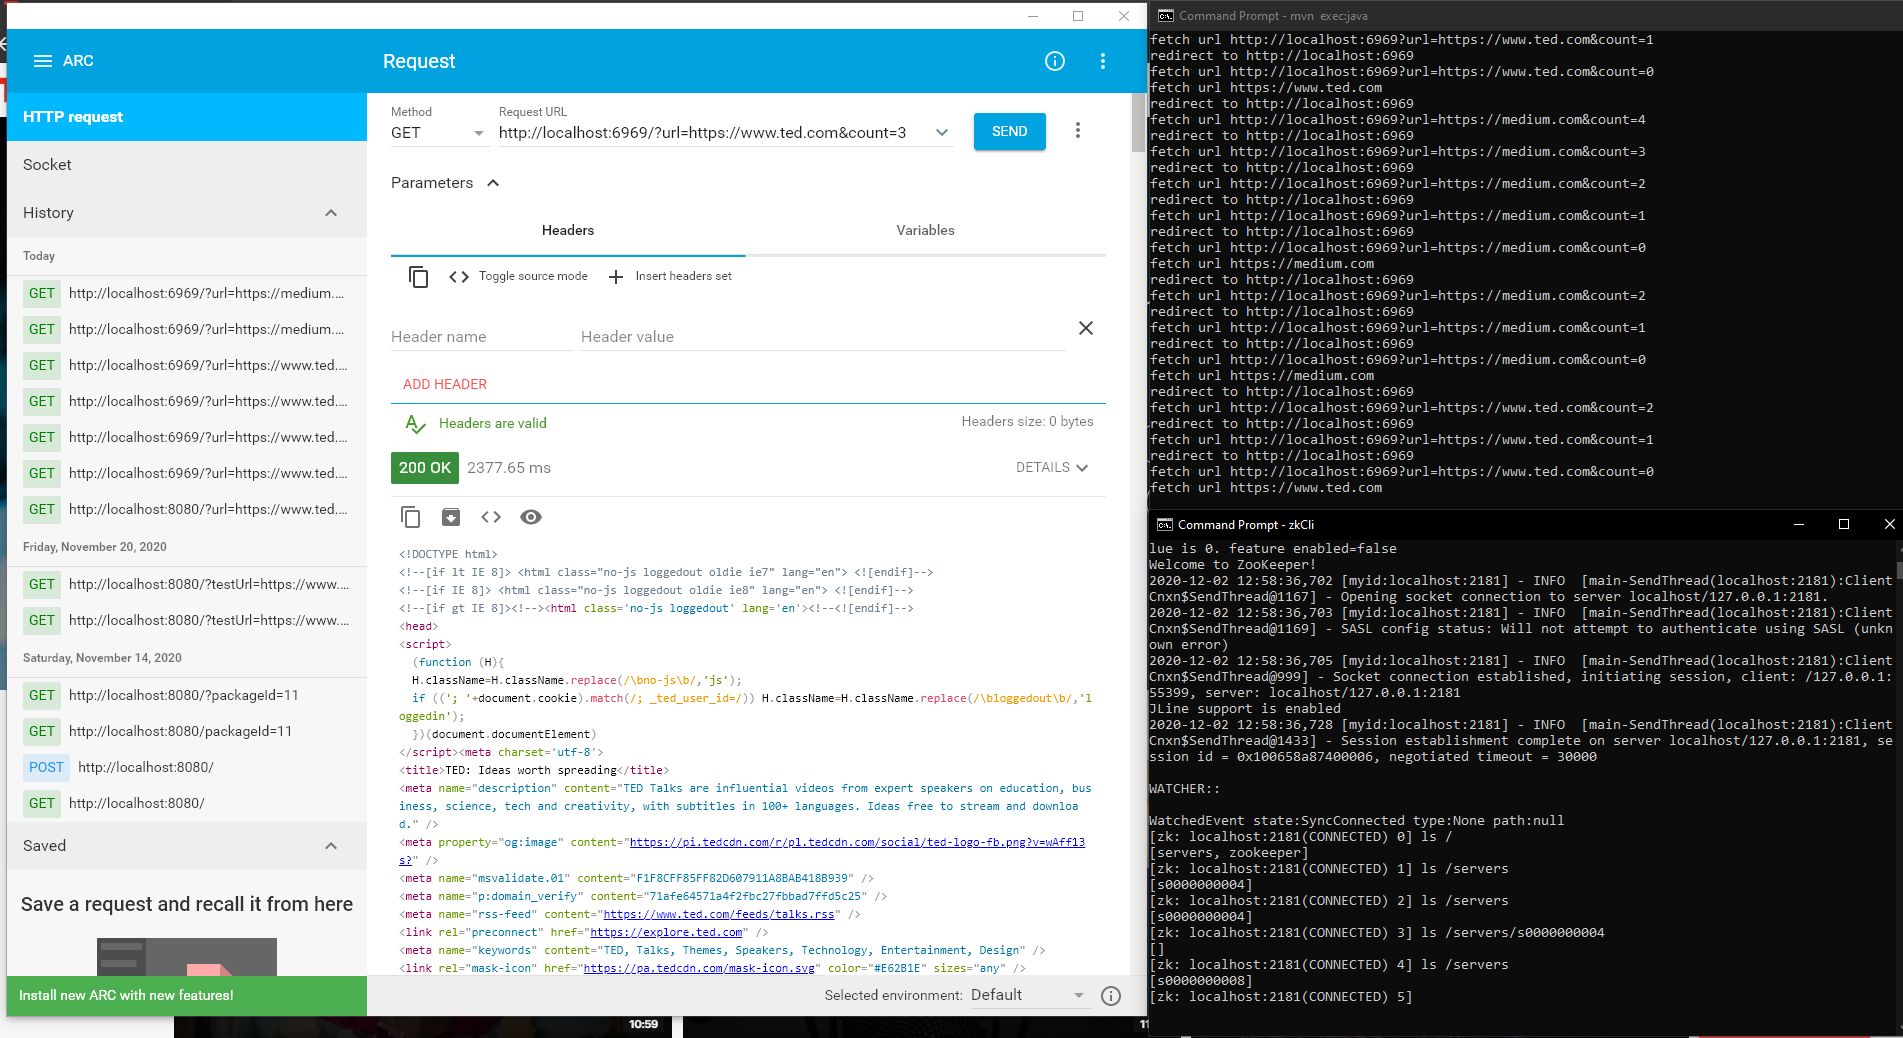 ARC
Request
HTTP request
Socket
History
Today
GET http://localhost:6969/?url=https://medium....
GET http://localhost:6969/?url=https://medium....
GET http://localhost:6969/?url=https://www.ted....
GET http://localhost:6969/?url=https://www.ted....
GET http://localhost:6969/?url=https://www.ted....
GET http://localhost:6969/?url=https://www.ted....
GET http://localhost:8080/?url=https://www.ted....
Friday, November 20, 2020
GET http://localhost:8080/?testUrl=https://www....
GET http://localhost:8080/?testUrl=https://www....
Saturday, November 14, 2020
GET http://localhost:8080/?packageId=11
GET http://localhost:8080/packageId=11
POST http://localhost:8080/
GET http://localhost:8080/
Saved
Save a request and recall it from here
Install new ARC with new features!
Method
GET
Request URL
http://localhost:6969/?url=https://www.ted.com&count=3
SEND
Parameters
Headers
Variables
Toggle source mode
Insert headers set
Header name
Header value
ADD HEADER
Headers are valid
Headers size: 0 bytes
200 OK 2377.65 ms
DETAILS
<!DOCTYPE html>
<!--[if lt IE 8]> <html class="no-js loggedout oldie ie7" lang="en"> <![endif]-->
<!--[if IE 8]> <html class="no-js loggedout oldie ie8" lang="en"> <![endif]-->
<!--[if gt IE 8]><!--><html class='no-js loggedout' lang='en'><!--<![endif]-->
<head>
<script>
(function (H){
H.className=H.className.replace(/\bno-js\b/,'js');
if (('; '+document.cookie).match(/; _ted_user_id=/)) H.className=H.className.replace(/\bloggedout\b/,'l
oggedin');
})(document.documentElement)
</script><meta charset='utf-8'>
<title>TED: Ideas worth spreading</title>
<meta name="description" content="TED Talks are influential videos from expert speakers on education, bus
iness, science, tech and creativity, with subtitles in 100+ languages. Ideas free to stream and downloa
d." />
<meta property="og:image" content="https://pi.tedcdn.com/r/pl.tedcdn.com/social/ted-logo-fb.png?v=wAff13
s?" />
<meta name="msvalidate.01" content="F1F8CFF85FF82D607911A8BAB418B939" />
<meta name="p:domain_verify" content="71afe64571a4f2fbc27fbbad7ffd5c25" />
<meta name="rss-feed" content="https://www.ted.com/feeds/talks.rss" />
<link rel="preconnect" href="https://explore.ted.com" />
<meta name="keywords" content="TED, Talks, Themes, Speakers, Technology, Entertainment, Design" />
<link rel="mask-icon" href="https://pa.tedcdn.com/mask-icon.svg" color="#E62B1E" sizes="any" />
Selected environment: Default
10:59
11
Command Prompt - mvn exec:java
fetch url http://localhost:6969?url=https://www.ted.com&count=1
redirect to http://localhost:6969
fetch url http://localhost:6969?url=https://www.ted.com&count=0
fetch url https://www.ted.com
redirect to http://localhost:6969
fetch url http://localhost:6969?url=https://medium.com&count=4
redirect to http://localhost:6969
fetch url http://localhost:6969?url=https://medium.com&count=3
redirect to http://localhost:6969
fetch url http://localhost:6969?url=https://medium.com&count=2
redirect to http://localhost:6969
fetch url http://localhost:6969?url=https://medium.com&count=1
redirect to http://localhost:6969
fetch url http://localhost:6969?url=https://medium.com&count=0
fetch url https://medium.com
redirect to http://localhost:6969
fetch url http://localhost:6969?url=https://medium.com&count=2
redirect to http://localhost:6969
fetch url http://localhost:6969?url=https://medium.com&count=1
redirect to http://localhost:6969
fetch url http://localhost:6969?url=https://medium.com&count=0
fetch url https://medium.com
redirect to http://localhost:6969
fetch url http://localhost:6969?url=https://www.ted.com&count=2
redirect to http://localhost:6969
fetch url http://localhost:6969?url=https://www.ted.com&count=1
redirect to http://localhost:6969
fetch url http://localhost:6969?url=https://www.ted.com&count=0
fetch url https://www.ted.com
Command Prompt - zkCli
lue is 0. feature enabled=false
Welcome to ZooKeeper!
2020-12-02 12:58:36,702 [myid:localhost:2181] - INFO [main-SendThread(localhost:2181):Client
Cnxn$SendThread@1167] - Opening socket connection to server localhost/127.0.0.1:2181.
2020-12-02 12:58:36,703 [myid:localhost:2181] - INFO [main-SendThread(localhost:2181):Client
Cnxn$SendThread@1169] - SASL config status: Will not attempt to authenticate using SASL (unkn
own error)
2020-12-02 12:58:36,705 [myid:localhost:2181] - INFO [main-SendThread(localhost:2181):Client
Cnxn$SendThread@999] - Socket connection established, initiating session, client: /127.0.0.1:
55399, server: localhost/127.0.0.1:2181
JLine support is enabled
2020-12-02 12:58:36,728 [myid:localhost:2181] - INFO [main-SendThread(localhost:2181):Client
Cnxn$SendThread@1433] - Session establishment complete on server localhost/127.0.0.1:2181, se
ssion id = 0x100658a87400006, negotiated timeout = 30000
WATCHER::
WatchedEvent state:SyncConnected type:None path:null
[zk: localhost:2181(CONNECTED) 0] ls /
[servers, zookeeper]
[zk: localhost:2181(CONNECTED) 1] ls /servers
[s0000000004]
[zk: localhost:2181(CONNECTED) 2] ls /servers
[s0000000004]
[zk: localhost:2181(CONNECTED) 3] ls /servers/s0000000004
[]
[zk: localhost:2181(CONNECTED) 4] ls /servers
[s0000000008]
[zk: localhost:2181(CONNECTED) 5]